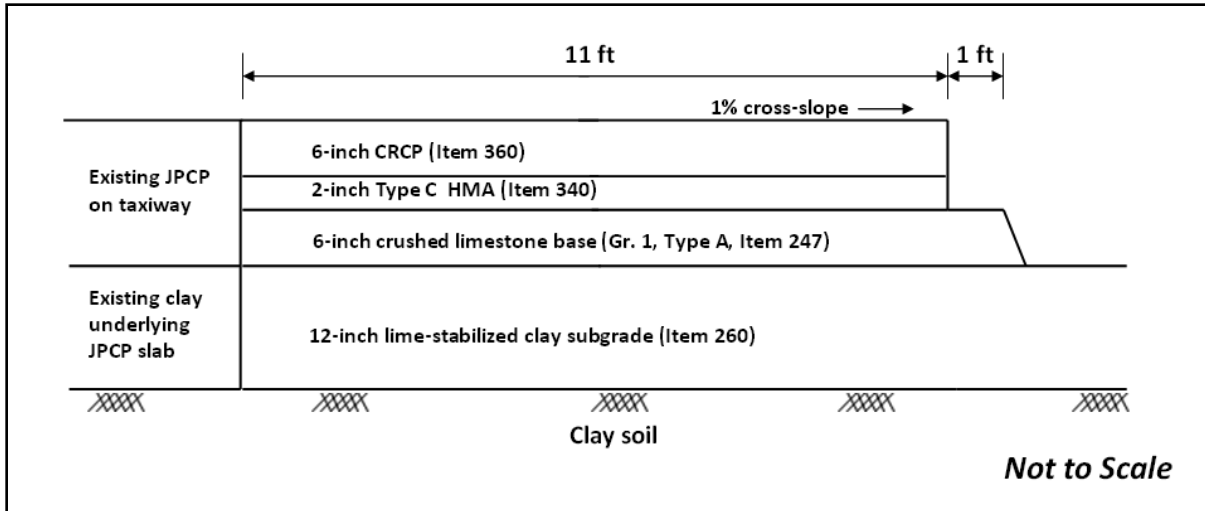 11 ft
1 ft
1% cross-slope
Existing JPCP
on taxiway
6-inch CRCP (Item 360)
2-inch Type C HMA (Item 340)
6-inch crushed limestone base (Gr. 1, Type A, Item 247)
Existing clay
underlying
JPCP slab
12-inch lime-stabilized clay subgrade (Item 260)
Clay soil
Not to Scale